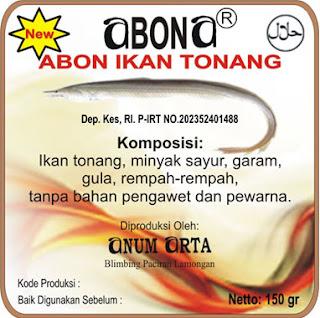 New
aBONa®
ABON IKAN TONANG
حلال
Dep. Kes, RI. P-IRT NO.202352401488
Komposisi:
Ikan tonang, minyak sayur, garam,
gula, rempah-rempah,
tanpa bahan pengawet dan pewarna.
Diproduksi Oleh:
aNUM aRTA
Blimbing Paciran Lamongan
Kode Produksi :
Baik Digunakan Sebelum :
Netto: 150 gr